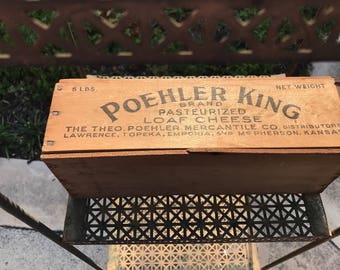 5 LBS. NET WEIGHT
POEHLER KING
BRAND
PASTEURIZED
LOAF CHEESE
THE THEO. POEHLER MERCANTILE CO. DISTRIBUTORS
LAWRENCE, TOPEKA, EMPORIA, AND MCPHERSON, KANSAS